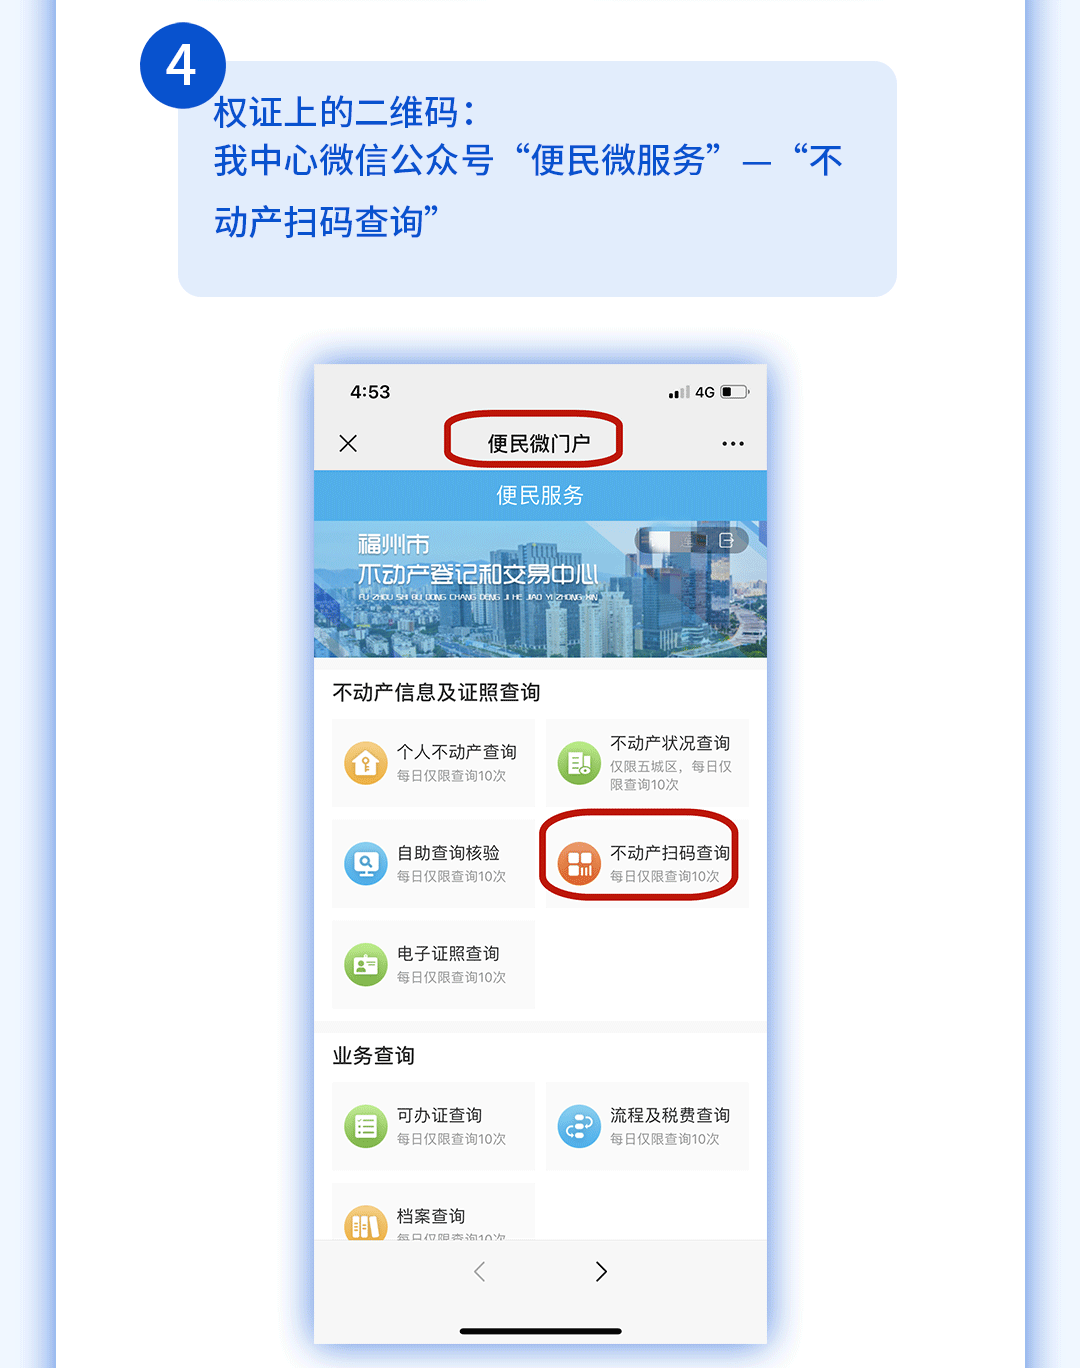 4
权证上的二维码：
我中心微信公众号“便民微服务”—“不
动产扫码查询”
4:53
4G
便民微门户
便民服务
福州市
不动产登记和交易中心
FU ZHOU SHI BU DONG CHANG DENG JI HE JIAO YI ZHONG XIN
不动产信息及证照查询
个人不动产查询
每日仅限查询10次
不动产状况查询
仅限五城区，每日仅
限查询10次
自助查询核验
每日仅限查询10次
不动产扫码查询
每日仅限查询10次
电子证照查询
每日仅限查询10次
业务查询
可办证查询
每日仅限查询10次
流程及税费查询
每日仅限查询10次
档案查询
每日仅限查询10次